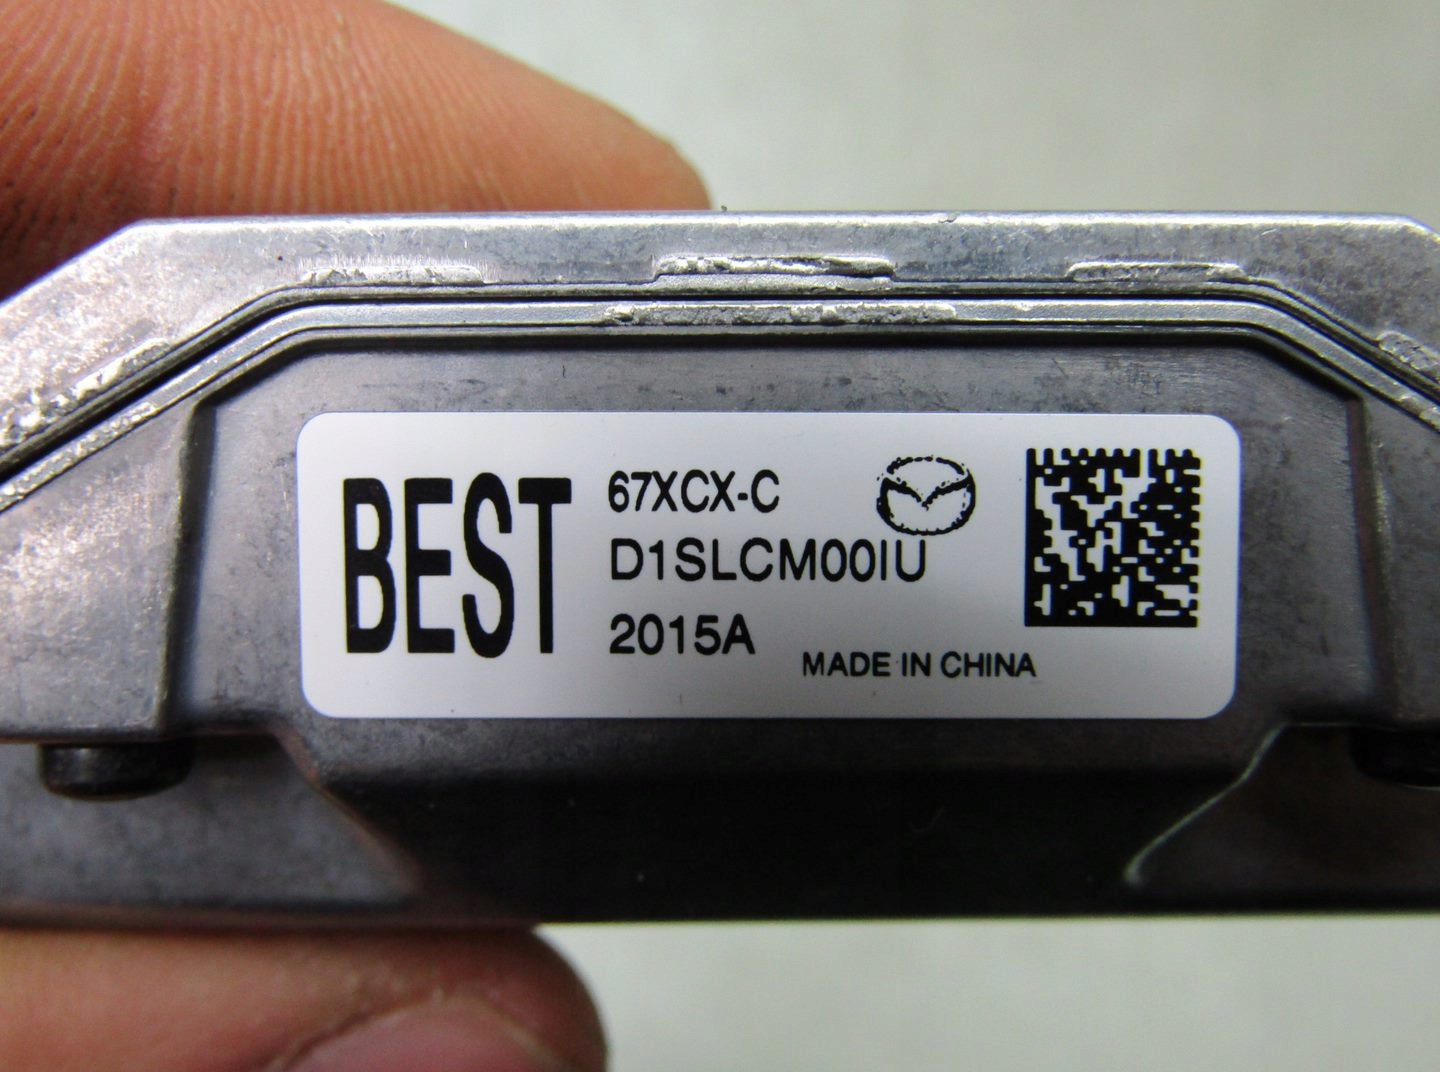 BEST
67XCX-C
D1SLCM00IU
2015A
MADE IN CHINA